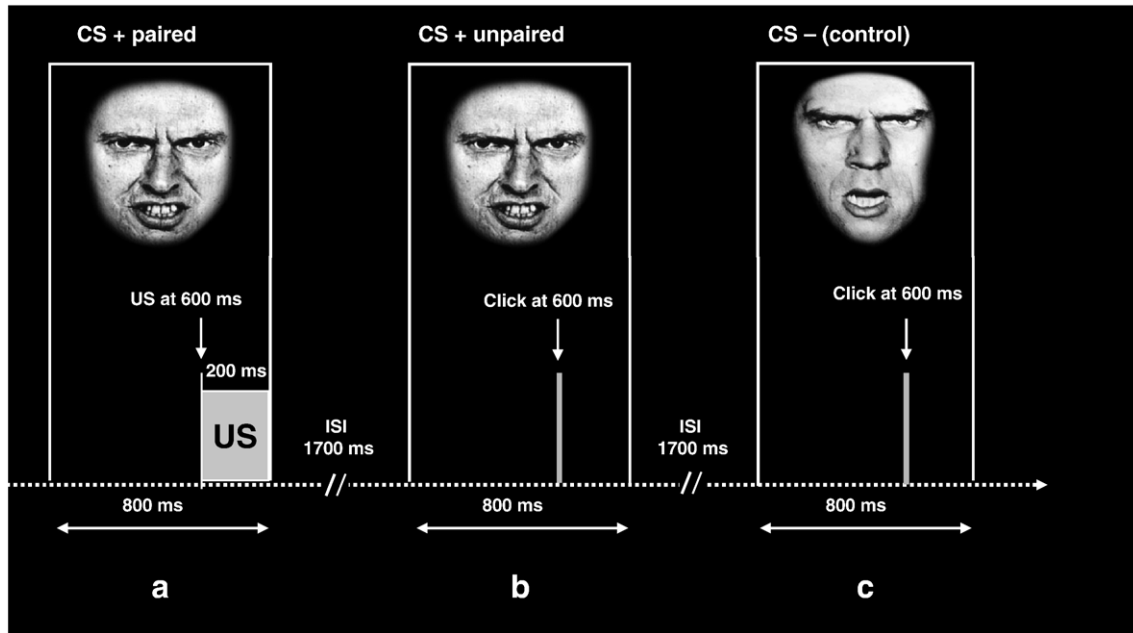 CS + paired
CS + unpaired
CS – (control)
US at 600 ms
Click at 600 ms
Click at 600 ms
200 ms
US
ISI
1700 ms
ISI
1700 ms
800 ms
800 ms
800 ms
a
b
c